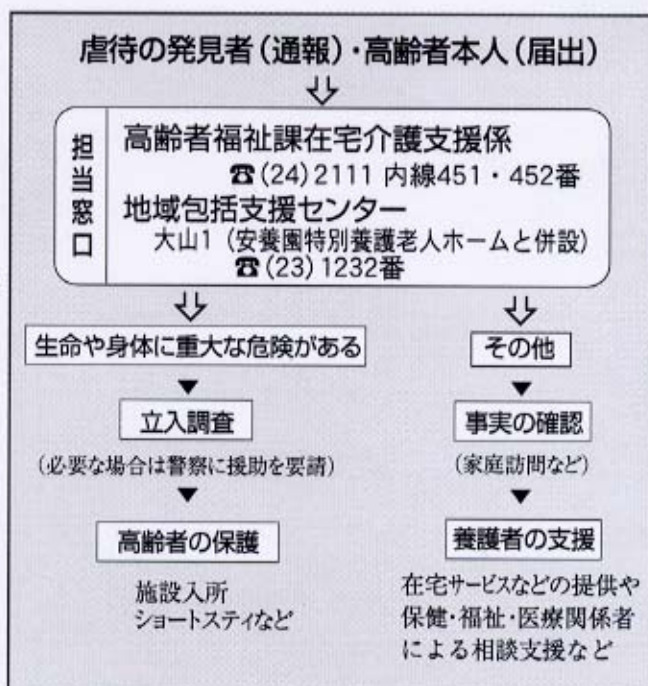 虐待の発見者(通報)・高齢者本人(届出)
担当窓口
高齢者福祉課在宅介護支援係
☎(24)2111 内線451・452番
地域包括支援センター
大山1(安養園特別養護老人ホームと併設)
☎(23)1232番
生命や身体に重大な危険がある
立入調査
(必要な場合は警察に援助を要請)
高齢者の保護
施設入所
ショートスティなど
その他
事実の確認
(家庭訪問など)
養護者の支援
在宅サービスなどの提供や
保健・福祉・医療関係者
による相談支援など